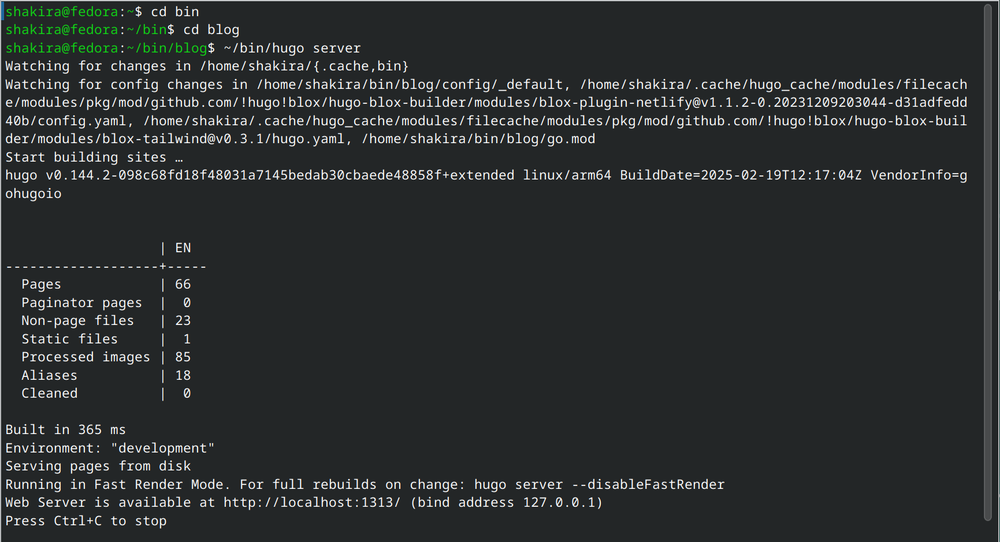 shakira@fedora:~$ cd bin
shakira@fedora:~/bin$ cd blog
shakira@fedora:~/bin/blog$ ~/bin/hugo server
Watching for changes in /home/shakira/{.cache,bin}
Watching for config changes in /home/shakira/bin/blog/config/_default, /home/shakira/.cache/hugo_cache/modules/filecach
e/modules/pkg/mod/github.com/!hugo!blox/hugo-blox-builder/modules/blox-plugin-netlify@v1.1.2-0.20231209203044-d31adfedd
40b/config.yaml, /home/shakira/.cache/hugo_cache/modules/filecache/modules/pkg/mod/github.com/!hugo!blox/hugo-blox-buil
der/modules/blox-tailwind@v0.3.1/hugo.yaml, /home/shakira/bin/blog/go.mod
Start building sites …
hugo v0.144.2-098c68fd18f48031a7145bedab30cbaede48858f+extended linux/arm64 BuildDate=2025-02-19T12:17:04Z VendorInfo=g
ohugoio
                   | EN
-------------------+-----
  Pages            | 66
  Paginator pages  |  0
  Non-page files   | 23
  Static files     |  1
  Processed images | 85
  Aliases          | 18
  Cleaned          |  0
Built in 365 ms
Environment: "development"
Serving pages from disk
Running in Fast Render Mode. For full rebuilds on change: hugo server --disableFastRender
Web Server is available at http://localhost:1313/ (bind address 127.0.0.1)
Press Ctrl+C to stop